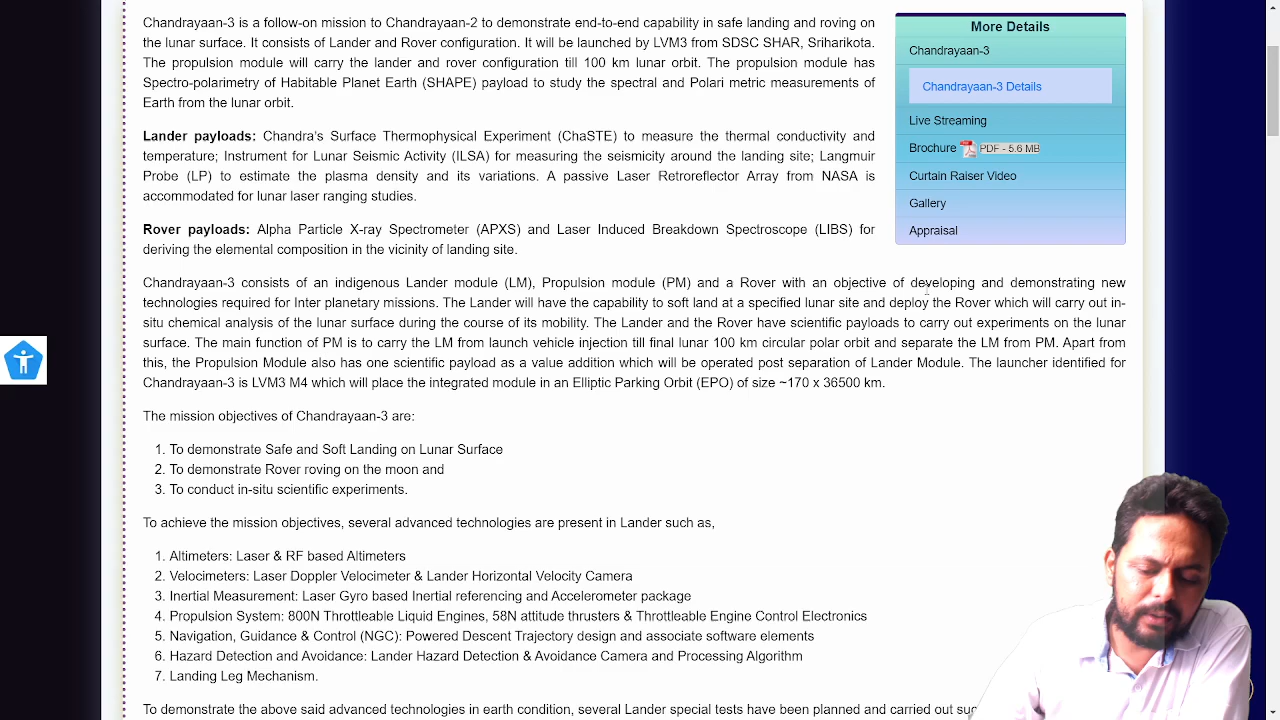 Chandrayaan-3 is a follow-on mission to Chandrayaan-2 to demonstrate end-to-end capability in safe landing and roving on
the lunar surface. It consists of Lander and Rover configuration. It will be launched by LVM3 from SDSC SHAR, Sriharikota.
The propulsion module will carry the lander and rover configuration till 100 km lunar orbit. The propulsion module has
Spectro-polarimetry of Habitable Planet Earth (SHAPE) payload to study the spectral and Polari metric measurements of
Earth from the lunar orbit.
Lander payloads: Chandra's Surface Thermophysical Experiment (ChaSTE) to measure the thermal conductivity and
temperature; Instrument for Lunar Seismic Activity (ILSA) for measuring the seismicity around the landing site; Langmuir
Probe (LP) to estimate the plasma density and its variations. A passive Laser Retroreflector Array from NASA is
accommodated for lunar laser ranging studies.
Rover payloads: Alpha Particle X-ray Spectrometer (APXS) and Laser Induced Breakdown Spectroscope (LIBS) for
deriving the elemental composition in the vicinity of landing site.
More Details
Chandrayaan-3
Chandrayaan-3 Details
Live Streaming
Brochure PDF - 5.6 MB
Curtain Raiser Video
Gallery
Appraisal
Chandrayaan-3 consists of an indigenous Lander module (LM), Propulsion module (PM) and a Rover with an objective of developing and demonstrating new
technologies required for Inter planetary missions. The Lander will have the capability to soft land at a specified lunar site and deploy the Rover which will carry out in-
situ chemical analysis of the lunar surface during the course of its mobility. The Lander and the Rover have scientific payloads to carry out experiments on the lunar
surface. The main function of PM is to carry the LM from launch vehicle injection till final lunar 100 km circular polar orbit and separate the LM from PM. Apart from
this, the Propulsion Module also has one scientific payload as a value addition which will be operated post separation of Lander Module. The launcher identified for
Chandrayaan-3 is LVM3 M4 which will place the integrated module in an Elliptic Parking Orbit (EPO) of size ~170 x 36500 km.
The mission objectives of Chandrayaan-3 are:
1. To demonstrate Safe and Soft Landing on Lunar Surface
2. To demonstrate Rover roving on the moon and
3. To conduct in-situ scientific experiments.
To achieve the mission objectives, several advanced technologies are present in Lander such as,
1. Altimeters: Laser & RF based Altimeters
2. Velocimeters: Laser Doppler Velocimeter & Lander Horizontal Velocity Camera
3. Inertial Measurement: Laser Gyro based Inertial referencing and Accelerometer package
4. Propulsion System: 800N Throttleable Liquid Engines, 58N attitude thrusters & Throttleable Engine Control Electronics
5. Navigation, Guidance & Control (NGC): Powered Descent Trajectory design and associate software elements
6. Hazard Detection and Avoidance: Lander Hazard Detection & Avoidance Camera and Processing Algorithm
7. Landing Leg Mechanism.
To demonstrate the above said advanced technologies in earth condition, several Lander special tests have been planned and carried out